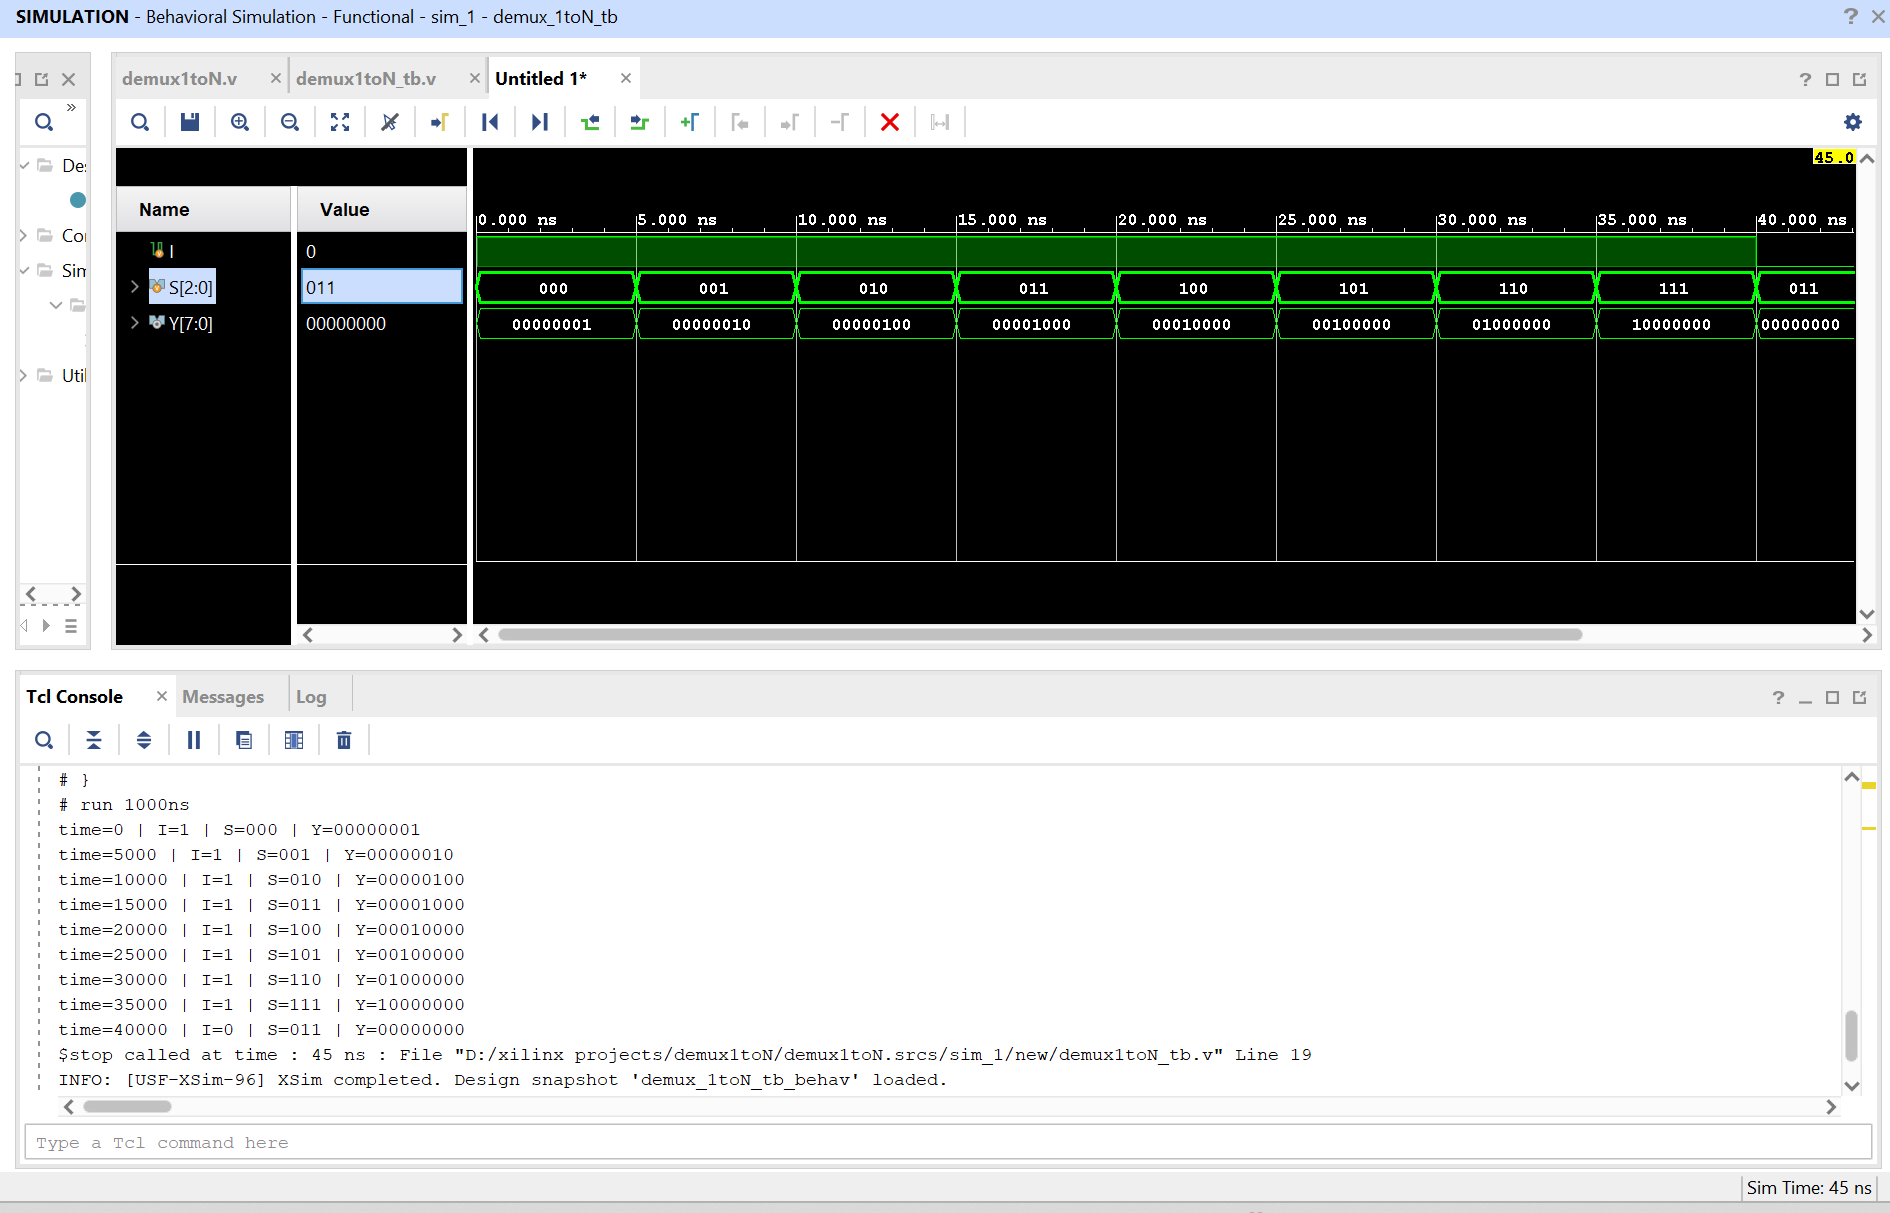 SIMULATION - Behavioral Simulation - Functional - sim_1 - demux_1toN_tb
demux1toN.v
demux1toN_tb.v
Untitled 1*
45.0
Name
Value
0.000 ns 5.000 ns 10.000 ns 15.000 ns 20.000 ns 25.000 ns 30.000 ns 35.000 ns 40.000 ns
I 0
S[2:0] 011 000 001 010 011 100 101 110 111 011
Y[7:0] 00000000 00000001 00000010 00000100 00001000 00010000 00100000 01000000 10000000 00000000
Des
Con
Sim
Util
Tcl Console
Messages
Log
# }
# run 1000ns
time=0 | I=1 | S=000 | Y=00000001
time=5000 | I=1 | S=001 | Y=00000010
time=10000 | I=1 | S=010 | Y=00000100
time=15000 | I=1 | S=011 | Y=00001000
time=20000 | I=1 | S=100 | Y=00010000
time=25000 | I=1 | S=101 | Y=00100000
time=30000 | I=1 | S=110 | Y=01000000
time=35000 | I=1 | S=111 | Y=10000000
time=40000 | I=0 | S=011 | Y=00000000
$stop called at time : 45 ns : File "D:/xilinx projects/demux1toN/demux1toN.srcs/sim_1/new/demux1toN_tb.v" Line 19
INFO: [USF-XSim-96] XSim completed. Design snapshot 'demux_1toN_tb_behav' loaded.
Type a Tcl command here
Sim Time: 45 ns